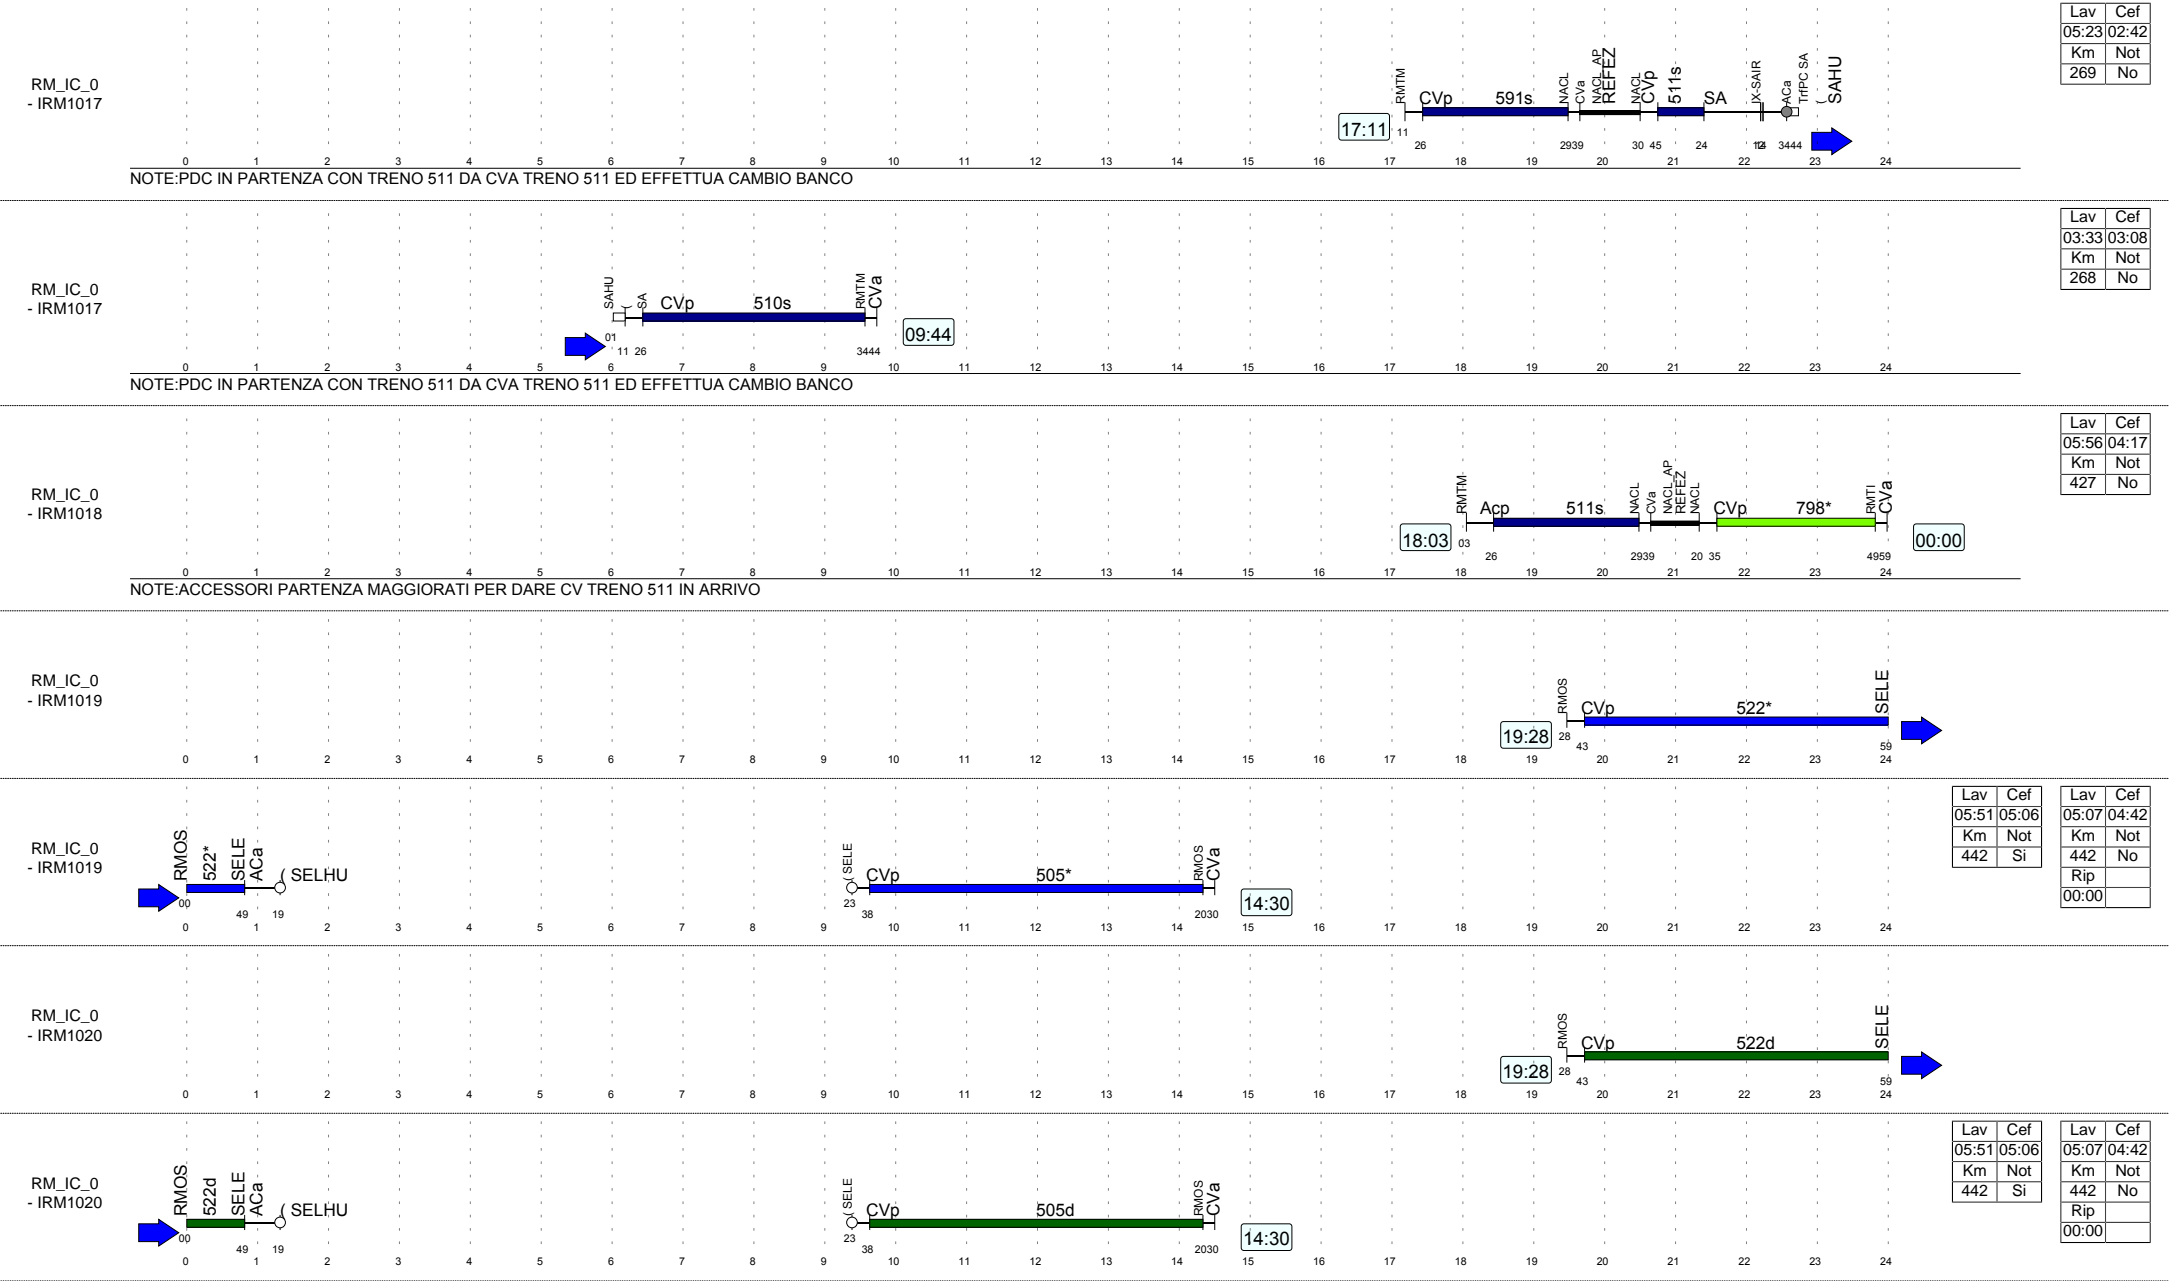 Lav Cef
05:23 02:42
Km Not
269 No
RM_IC_0
- IRM1017
RMTM CVp 591s NACL CVa NACL_AP REFEZ NACL CVp 511s SA IX-SAIR ACa TrfPC SA ( SAHU
17:11
11 26 29 39 30 45 24 12 14 34 44
0 1 2 3 4 5 6 7 8 9 10 11 12 13 14 15 16 17 18 19 20 21 22 23 24
NOTE:PDC IN PARTENZA CON TRENO 511 DA CVA TRENO 511 ED EFFETTUA CAMBIO BANCO
Lav Cef
03:33 03:08
Km Not
268 No
RM_IC_0
- IRM1017
SAHU ( SA CVp 510s RMTM CVa
09:44
01 11 26 34 44
0 1 2 3 4 5 6 7 8 9 10 11 12 13 14 15 16 17 18 19 20 21 22 23 24
NOTE:PDC IN PARTENZA CON TRENO 511 DA CVA TRENO 511 ED EFFETTUA CAMBIO BANCO
Lav Cef
05:56 04:17
Km Not
427 No
RM_IC_0
- IRM1018
RMTM Acp 511s NACL CVa NACL_AP REFEZ NACL CVp 798* RMTI CVa
18:03
00:00
03 26 29 39 20 35 49 59
0 1 2 3 4 5 6 7 8 9 10 11 12 13 14 15 16 17 18 19 20 21 22 23 24
NOTE:ACCESSORI PARTENZA MAGGIORATI PER DARE CV TRENO 511 IN ARRIVO
RM_IC_0
- IRM1019
RMOS CVp 522* SELE
19:28
28 43 59
0 1 2 3 4 5 6 7 8 9 10 11 12 13 14 15 16 17 18 19 20 21 22 23 24
Lav Cef Lav Cef
05:51 05:06 05:07 04:42
Km Not Km Not
442 Si 442 No
Rip
00:00
RM_IC_0
- IRM1019
RMOS 522* SELE ACa ( SELHU ( SELE CVp 505* RMOS CVa
14:30
00 49 19 23 38 20 30
0 1 2 3 4 5 6 7 8 9 10 11 12 13 14 15 16 17 18 19 20 21 22 23 24
RM_IC_0
- IRM1020
RMOS CVp 522d SELE
19:28
28 43 59
0 1 2 3 4 5 6 7 8 9 10 11 12 13 14 15 16 17 18 19 20 21 22 23 24
Lav Cef Lav Cef
05:51 05:06 05:07 04:42
Km Not Km Not
442 Si 442 No
Rip
00:00
RM_IC_0
- IRM1020
RMOS 522d SELE ACa ( SELHU ( SELE CVp 505d RMOS CVa
14:30
00 49 19 23 38 20 30
0 1 2 3 4 5 6 7 8 9 10 11 12 13 14 15 16 17 18 19 20 21 22 23 24